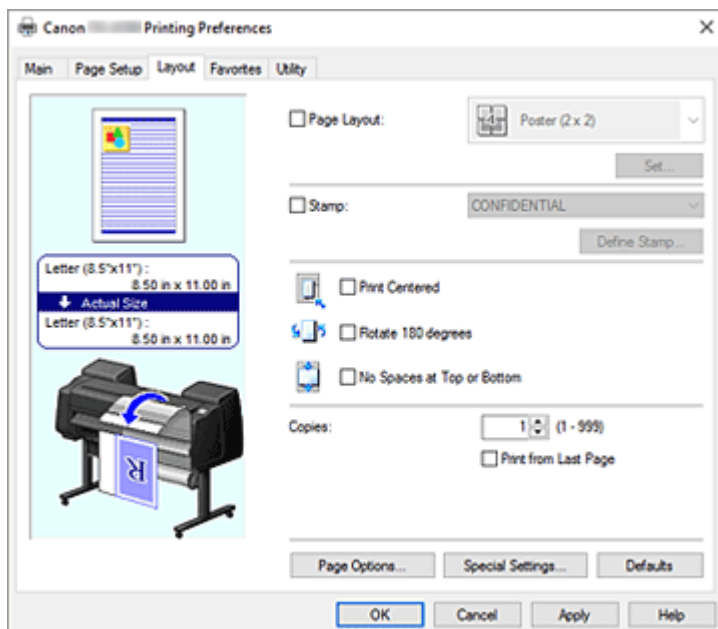 Canon Printing Preferences
Main Page Setup Layout Favorites Utility
Page Layout: 4 Poster (2 x 2)
Set...
Stamp: CONFIDENTIAL
Define Stamp...
Letter (8.5"x11") :
8.50 in x 11.00 in
Actual Size
Letter (8.5"x11") :
8.50 in x 11.00 in
Print Centered
Rotate 180 degrees
No Spaces at Top or Bottom
R
Copies: 1 (1 - 999)
Print from Last Page
Page Options... Special Settings... Defaults
OK Cancel Apply Help